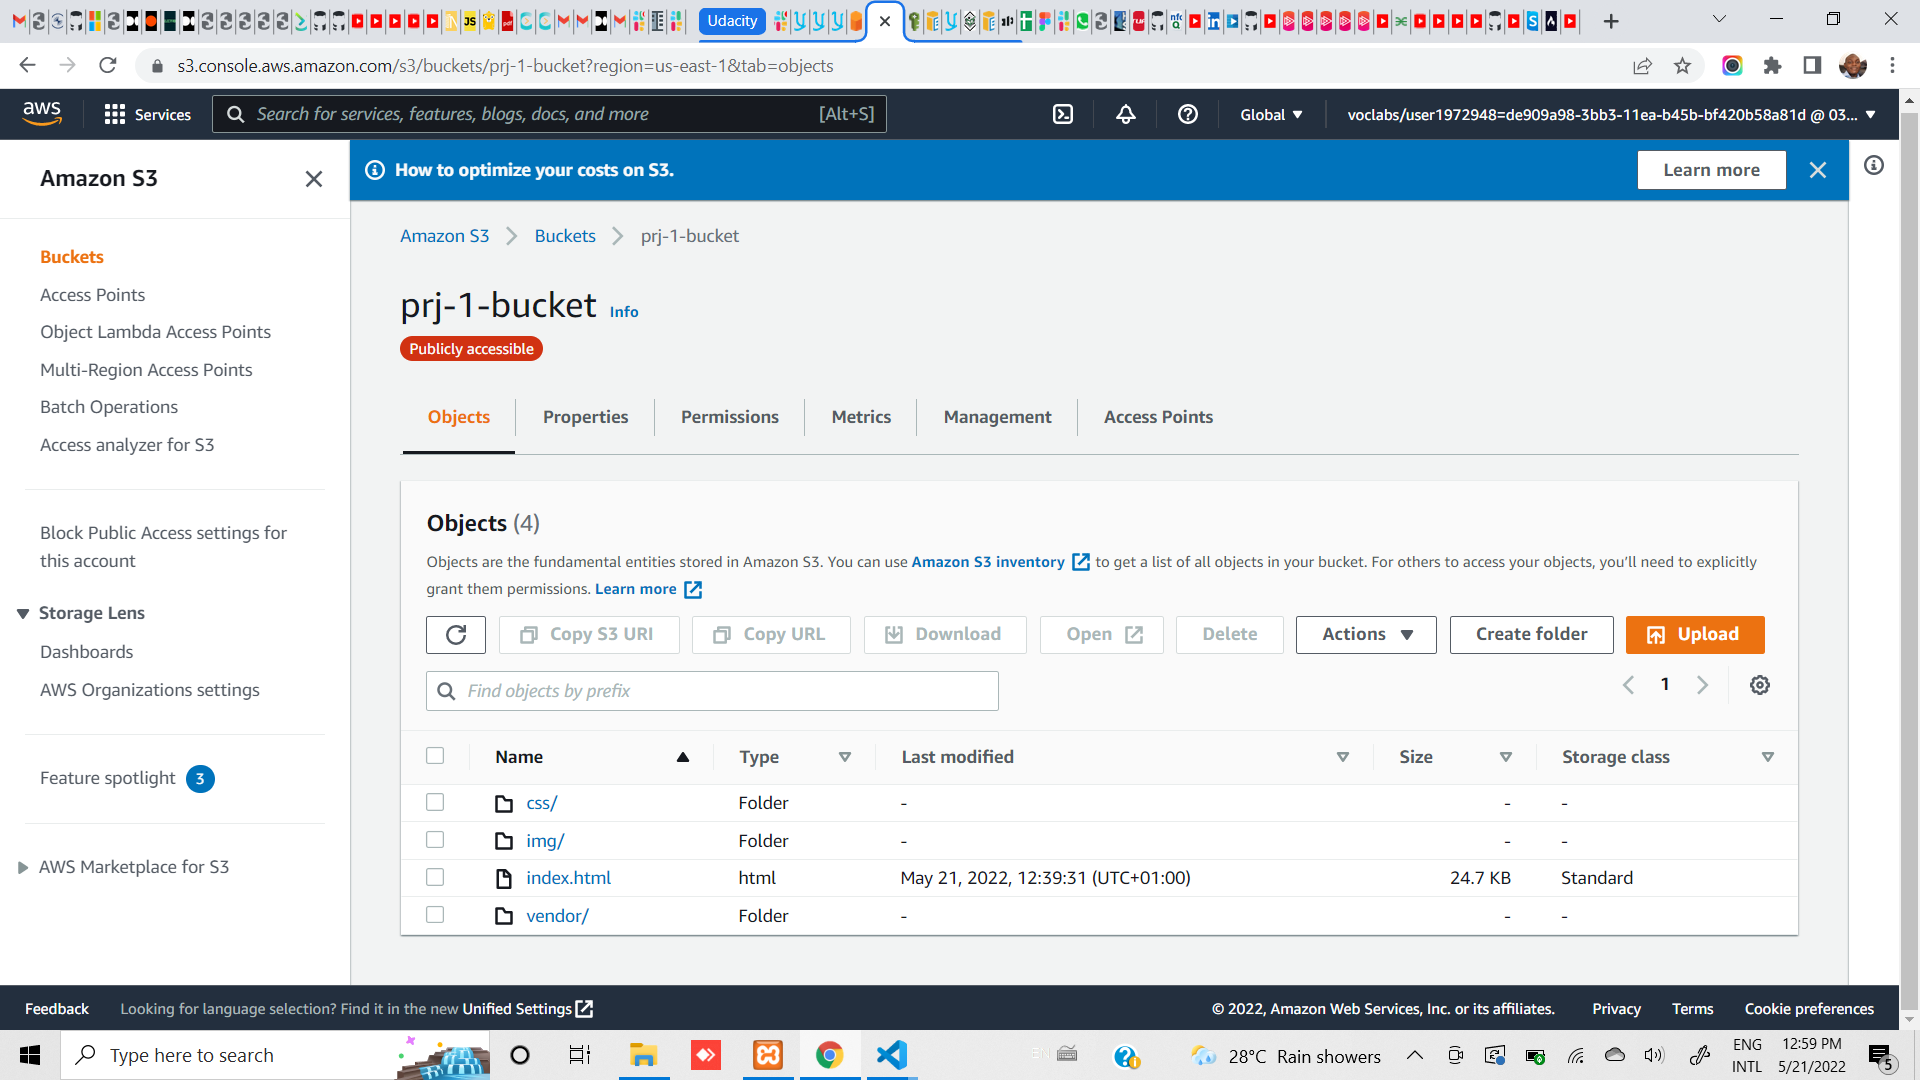 Udacity
s3.console.aws.amazon.com/s3/buckets/prj-1-bucket?region=us-east-1&tab=objects
aws
Services
Search for services, features, blogs, docs, and more [Alt+S]
Global
voclabs/user1972948=de909a98-3bb3-11ea-b45b-bf420b58a81d @ 03...
Amazon S3
Buckets
Access Points
Object Lambda Access Points
Multi-Region Access Points
Batch Operations
Access analyzer for S3
Block Public Access settings for
this account
Storage Lens
Dashboards
AWS Organizations settings
Feature spotlight 3
AWS Marketplace for S3
How to optimize your costs on S3.
Learn more
Amazon S3 Buckets prj-1-bucket
prj-1-bucket Info
Publicly accessible
Objects Properties Permissions Metrics Management Access Points
Objects (4)
Objects are the fundamental entities stored in Amazon S3. You can use Amazon S3 inventory to get a list of all objects in your bucket. For others to access your objects, you’ll need to explicitly
grant them permissions. Learn more
Copy S3 URI Copy URL Download Open Delete Actions Create folder Upload
Find objects by prefix
1
Name Type Last modified Size Storage class
css/ Folder - - -
img/ Folder - - -
index.html html May 21, 2022, 12:39:31 (UTC+01:00) 24.7 KB Standard
vendor/ Folder - - -
Feedback Looking for language selection? Find it in the new Unified Settings
© 2022, Amazon Web Services, Inc. or its affiliates. Privacy Terms Cookie preferences
Type here to search
28°C Rain showers
ENG
INTL
12:59 PM
5/21/2022
5